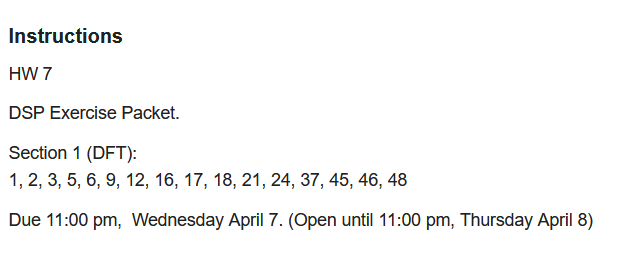 Instructions
HW 7
DSP Exercise Packet.
Section 1 (DFT):
1, 2, 3, 5, 6, 9, 12, 16, 17, 18, 21, 24, 37, 45, 46, 48
Due 11:00 pm,  Wednesday April 7. (Open until 11:00 pm, Thursday April 8)